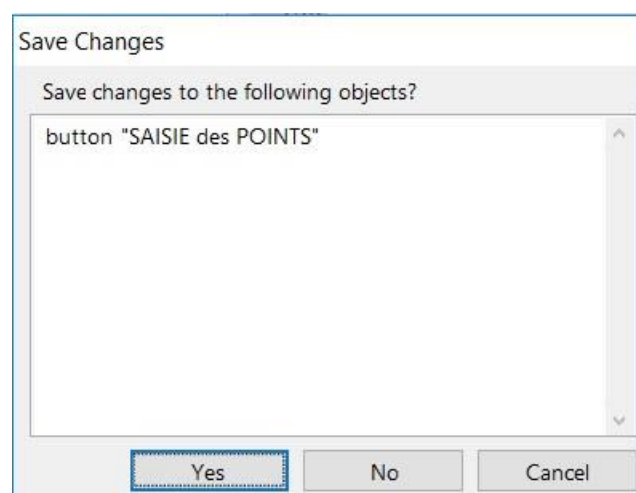 Save Changes
Save changes to the following objects?
button "SAISIE des POINTS"
Yes No Cancel